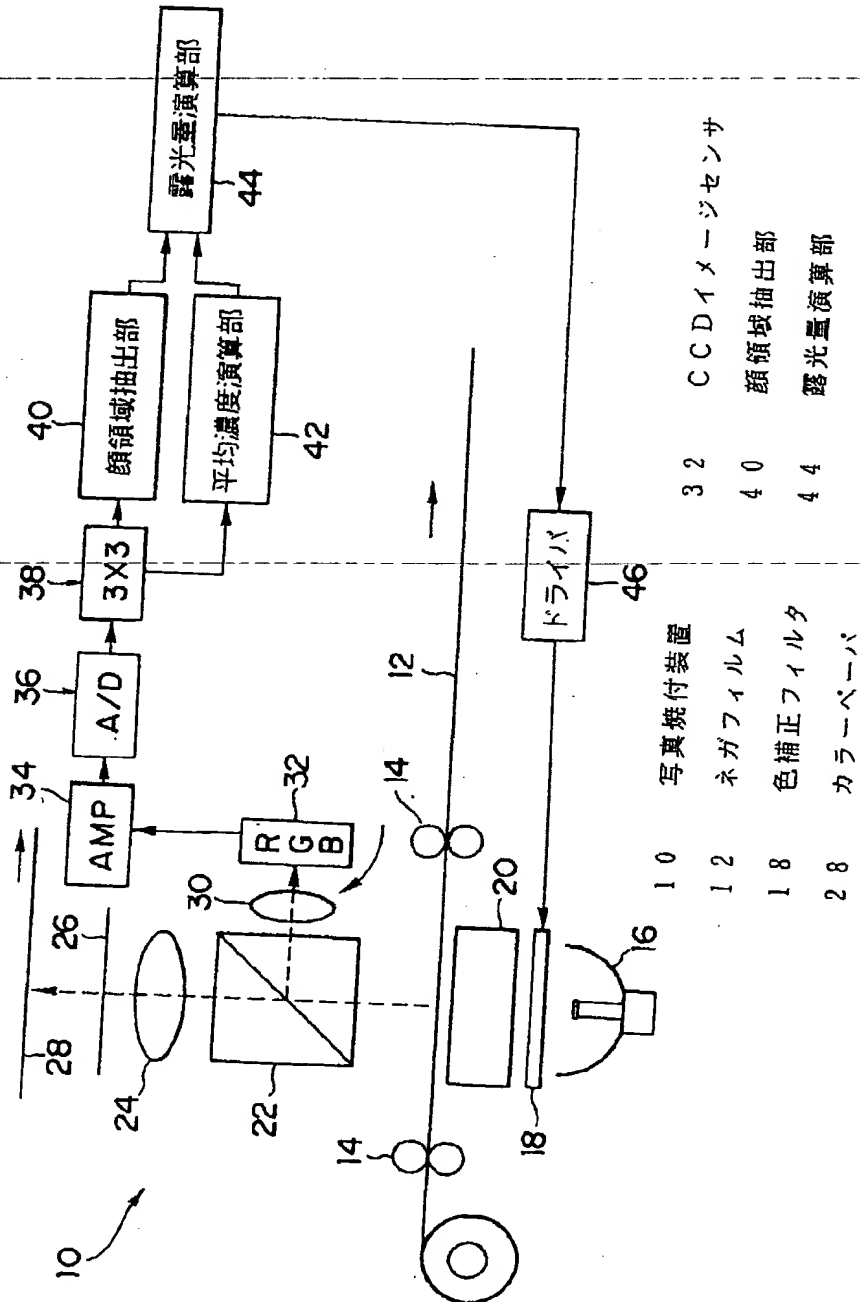 10
28
26
24
22
30
34
AMP
36
A/D
38
3×3
40
顔領域抽出部
平均濃度演算部
42
露光量演算部
44
R G B
32
14
14
12
20
18
16
ドライバ
46
10 写真焼付装置
12 ネガフィルム
18 色補正フィルタ
28 カラーペーパ
32 CCDイメージセンサ
40 顔領域抽出部
44 露光量演算部